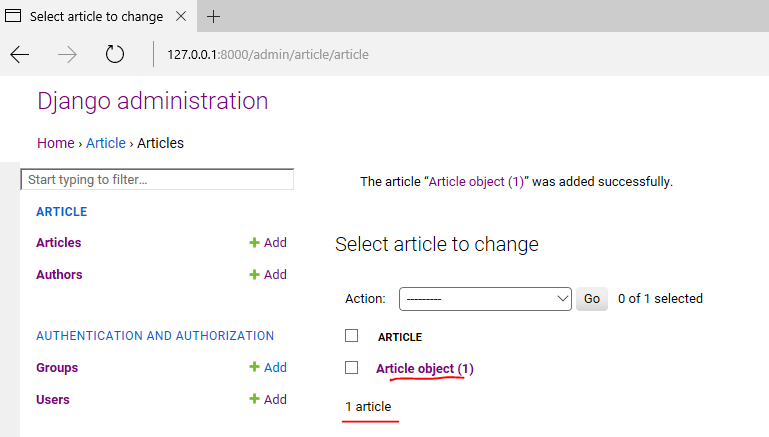 Select article to change
127.0.0.1:8000/admin/article/article
Django administration
Home › Article › Articles
Start typing to filter...
The article “Article object (1)” was added successfully.
ARTICLE
Articles + Add
Authors + Add
AUTHENTICATION AND AUTHORIZATION
Groups + Add
Users + Add
Select article to change
Action: --------- Go 0 of 1 selected
ARTICLE
Article object (1)
1 article